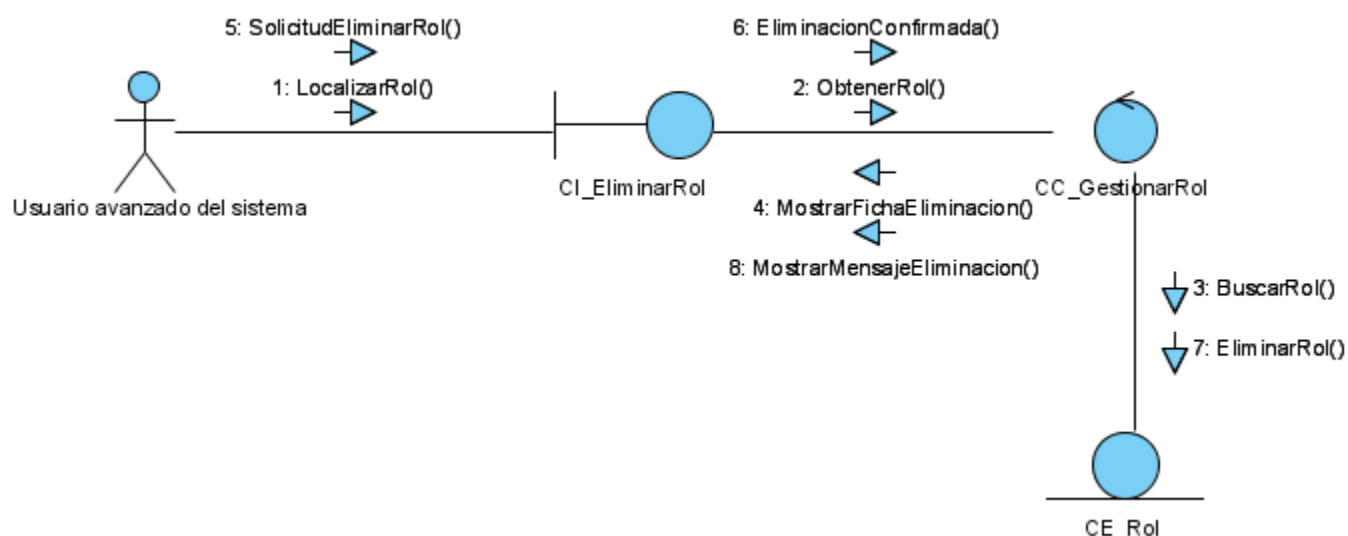 5: SolicitudEliminarRol()
6: EliminacionConfirmada()
1: LocalizarRol()
2: ObtenerRol()
CI_EliminarRol
CC_GestionarRol
Usuario avanzado del sistema
4: MostrarFichaEliminacion()
8: MostrarMensajeEliminacion()
3: BuscarRol()
7: EliminarRol()
CE_Rol